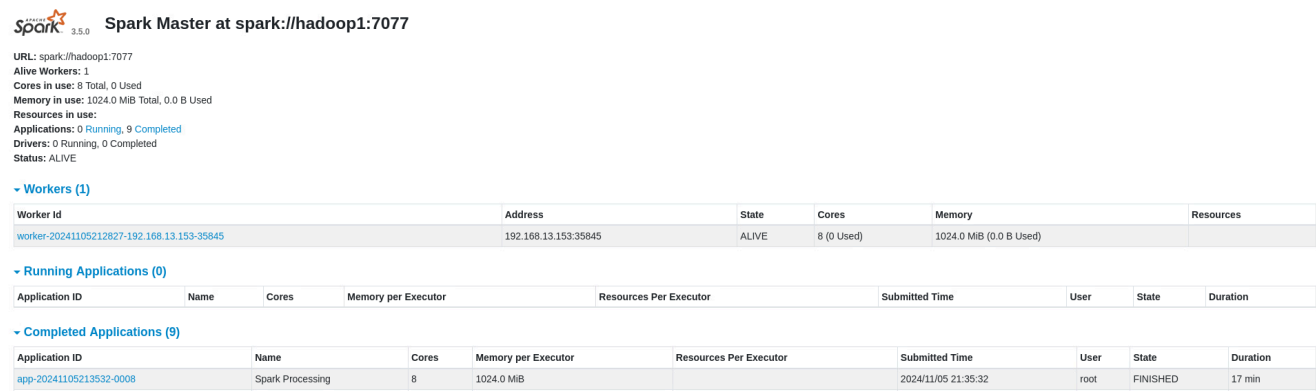 APACHE Spark 3.5.0 Spark Master at spark://hadoop1:7077
URL: spark://hadoop1:7077
Alive Workers: 1
Cores in use: 8 Total, 0 Used
Memory in use: 1024.0 MiB Total, 0.0 B Used
Resources in use:
Applications: 0 Running, 9 Completed
Drivers: 0 Running, 0 Completed
Status: ALIVE
Workers (1)
Worker Id Address State Cores Memory Resources
worker-20241105212827-192.168.13.153-35845 192.168.13.153:35845 ALIVE 8 (0 Used) 1024.0 MiB (0.0 B Used)
Running Applications (0)
Application ID Name Cores Memory per Executor Resources Per Executor Submitted Time User State Duration
Completed Applications (9)
Application ID Name Cores Memory per Executor Resources Per Executor Submitted Time User State Duration
app-20241105213532-0008 Spark Processing 8 1024.0 MiB 2024/11/05 21:35:32 root FINISHED 17 min